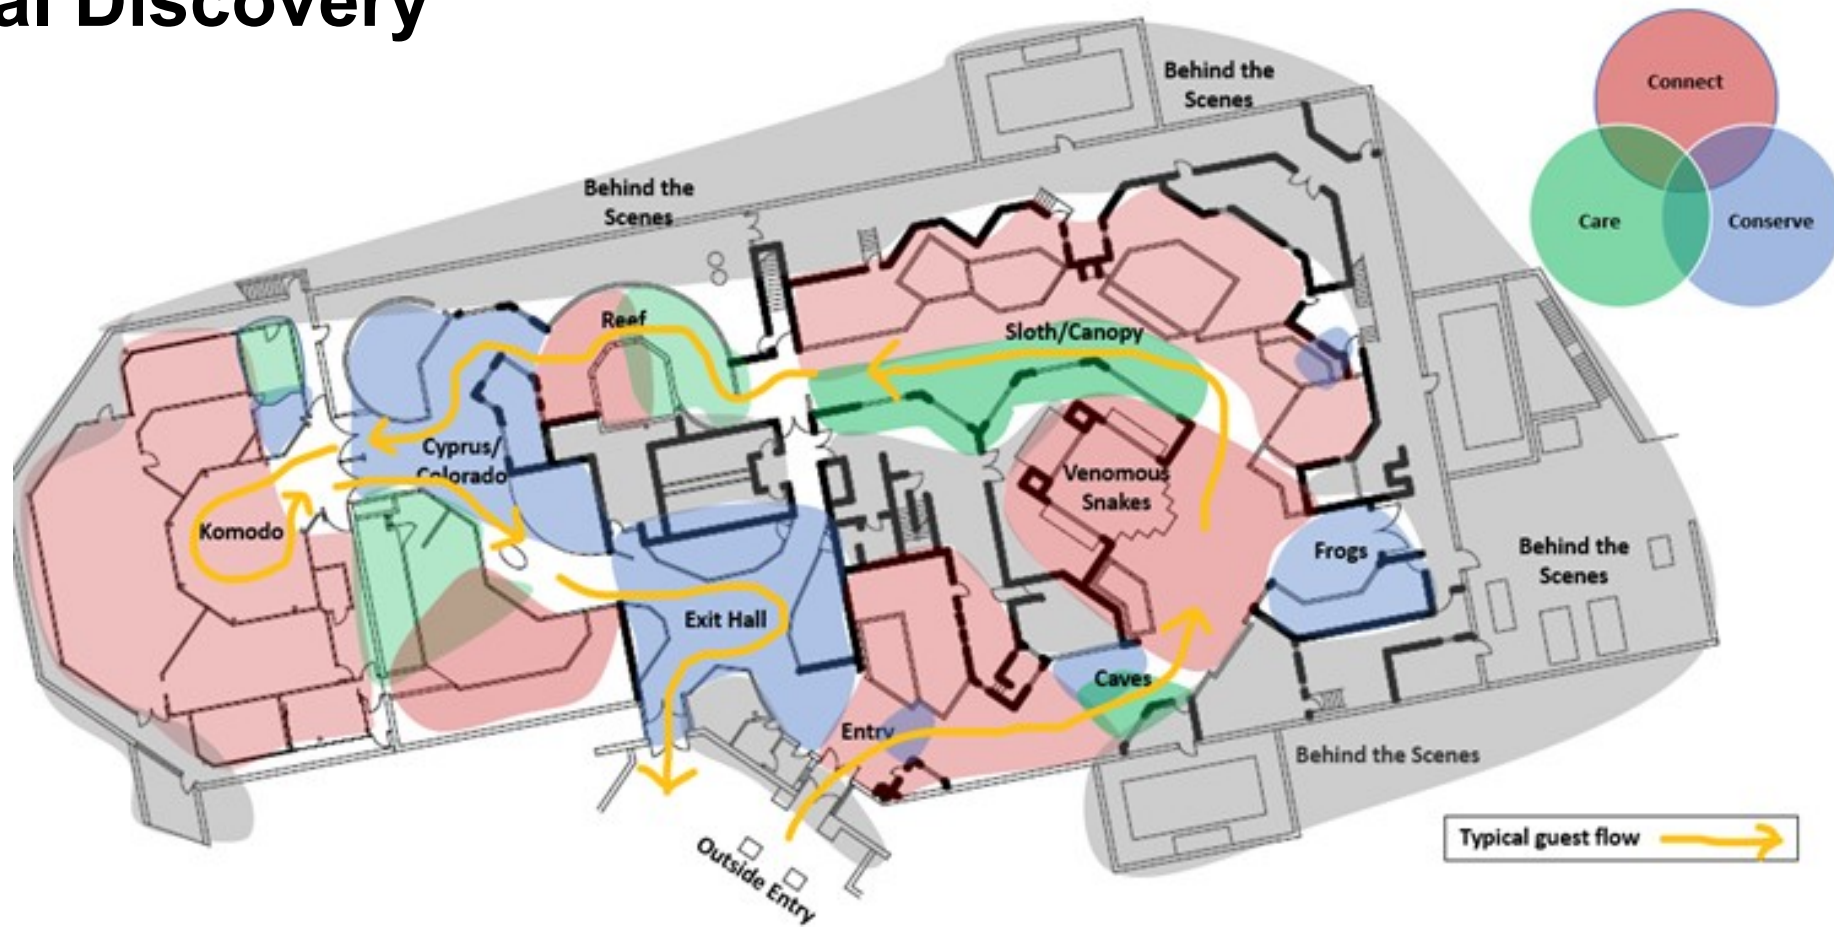 al Discovery
Behind the
Scenes
Connect
Care
Conserve
Behind the
Scenes
Reef
Sloth/Canopy
Cyprus/
Colorado
Venomous
Snakes
Komodo
Frogs
Behind the
Scenes
Exit Hall
Caves
Entry
Behind the Scenes
Typical guest flow
Outside Entry